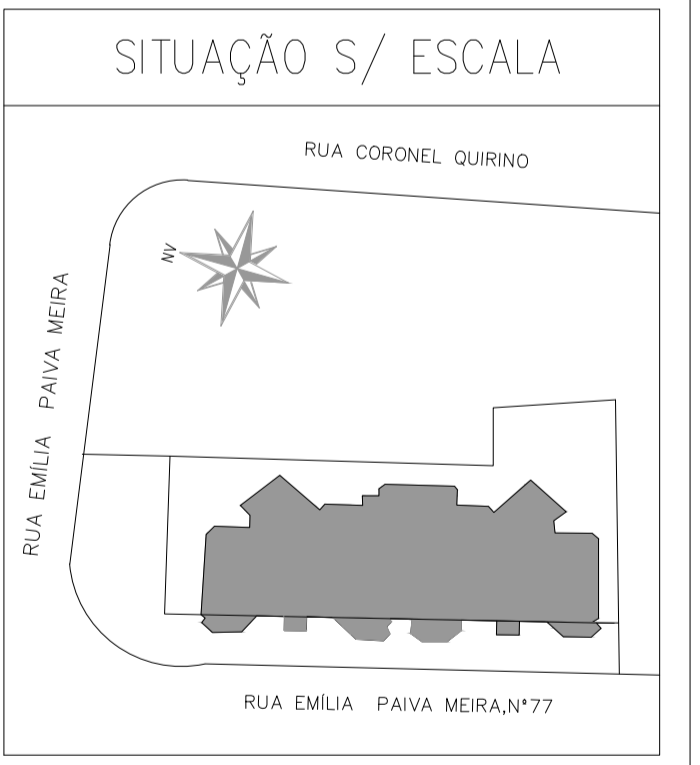 SITUAÇÃO S/ ESCALA
RUA CORONEL QUIRINO
NV
RUA EMÍLIA PAIVA MEIRA
RUA EMÍLIA PAIVA MEIRA,N°77